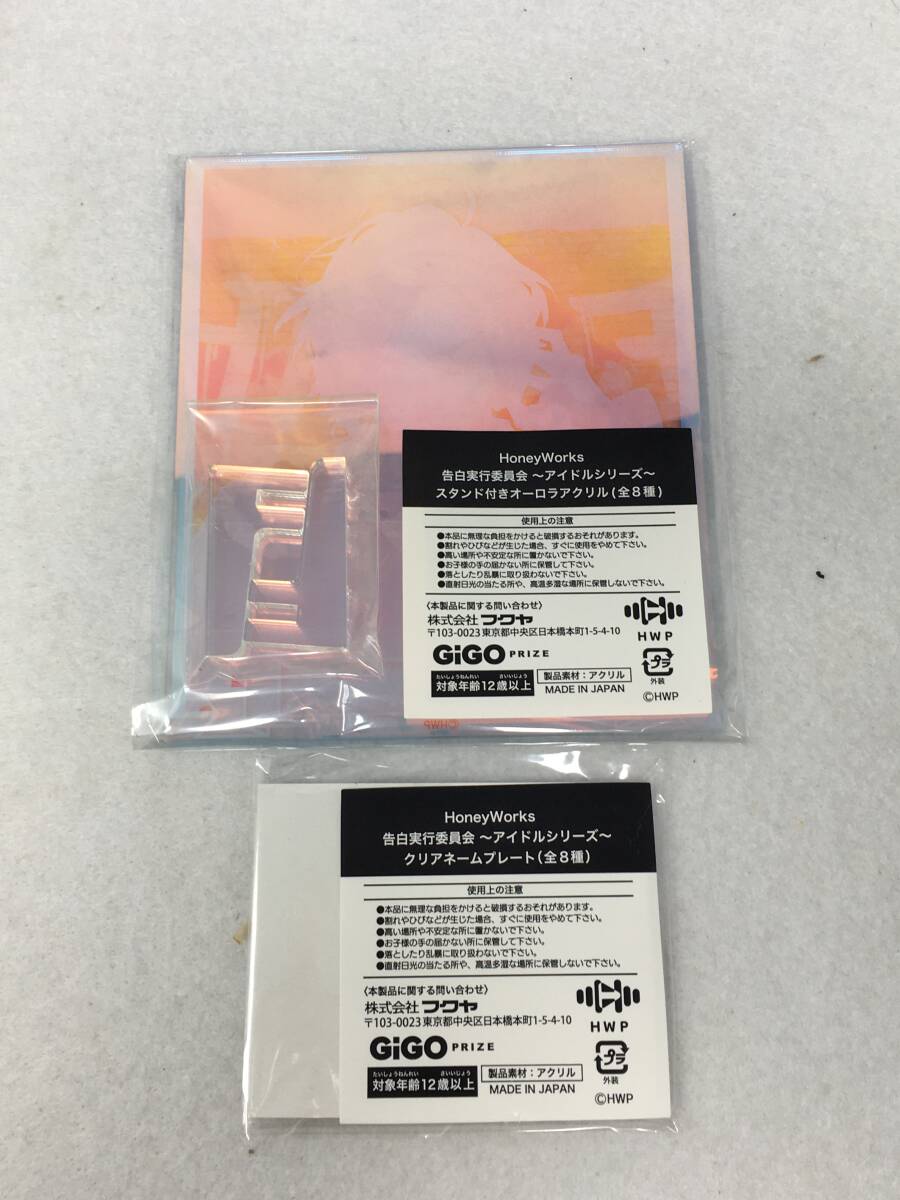 HoneyWorks
告白実行委員会 ～アイドルシリーズ～
スタンド付きオーロラアクリル(全8種)
使用上の注意
●本品に無理な負担をかけると破損するおそれがあります。
●割れやひびなどが生じた場合、すぐに使用をやめて下さい。
●高い場所や不安定な所に置かないで下さい。
●お子様の手の届かない所に保管して下さい。
●落としたり乱暴に取り扱わないで下さい。
●直射日光の当たる所や、高温多湿な場所に保管しないで下さい。
〈本製品に関する問い合わせ〉
株式会社 フクヤ
〒103-0023 東京都中央区日本橋本町1-5-4-10
HWP
GiGO PRIZE
プラ
外装
たいしょうねんれい さいいじょう
対象年齢12歳以上
製品素材：アクリル
MADE IN JAPAN
©HWP
©HWP
HoneyWorks
告白実行委員会 ～アイドルシリーズ～
クリアネームプレート(全8種)
使用上の注意
●本品に無理な負担をかけると破損するおそれがあります。
●割れやひびなどが生じた場合、すぐに使用をやめて下さい。
●高い場所や不安定な所に置かないで下さい。
●お子様の手の届かない所に保管して下さい。
●落としたり乱暴に取り扱わないで下さい。
●直射日光の当たる所や、高温多湿な場所に保管しないで下さい。
〈本製品に関する問い合わせ〉
株式会社 フクヤ
〒103-0023 東京都中央区日本橋本町1-5-4-10
HWP
GiGO PRIZE
プラ
外装
たいしょうねんれい さいいじょう
対象年齢12歳以上
製品素材：アクリル
MADE IN JAPAN
©HWP